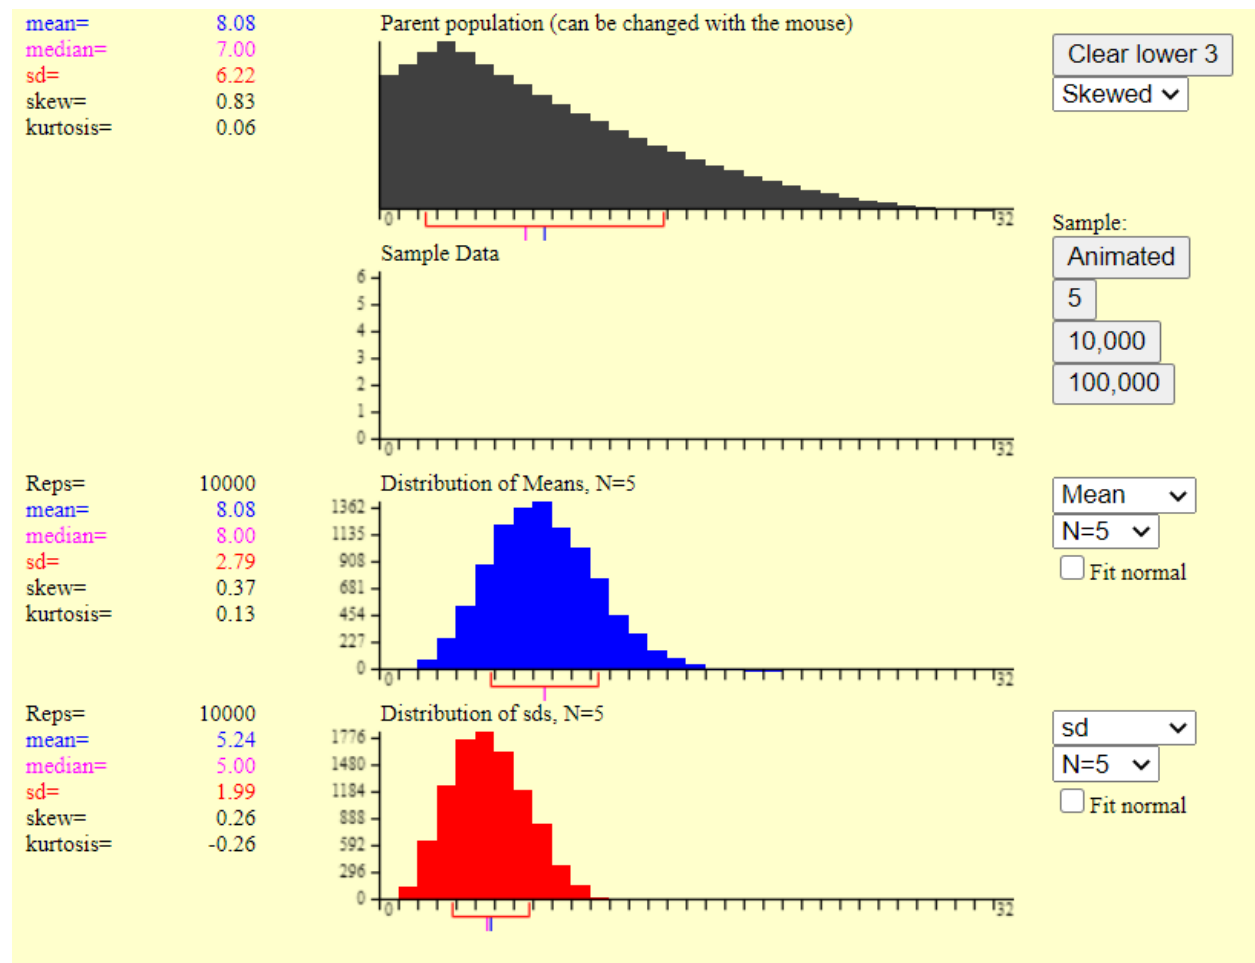 mean= 8.08
median= 7.00
sd= 6.22
skew= 0.83
kurtosis= 0.06
Parent population (can be changed with the mouse)
0 32
Clear lower 3
Skewed
Sample Data
6
5
4
3
2
1
0
0 32
Sample:
Animated
5
10,000
100,000
Reps= 10000
mean= 8.08
median= 8.00
sd= 2.79
skew= 0.37
kurtosis= 0.13
Distribution of Means, N=5
1362
1135
908
681
454
227
0
0 32
Mean
N=5
Fit normal
Reps= 10000
mean= 5.24
median= 5.00
sd= 1.99
skew= 0.26
kurtosis= -0.26
Distribution of sds, N=5
1776
1480
1184
888
592
296
0
0 32
sd
N=5
Fit normal